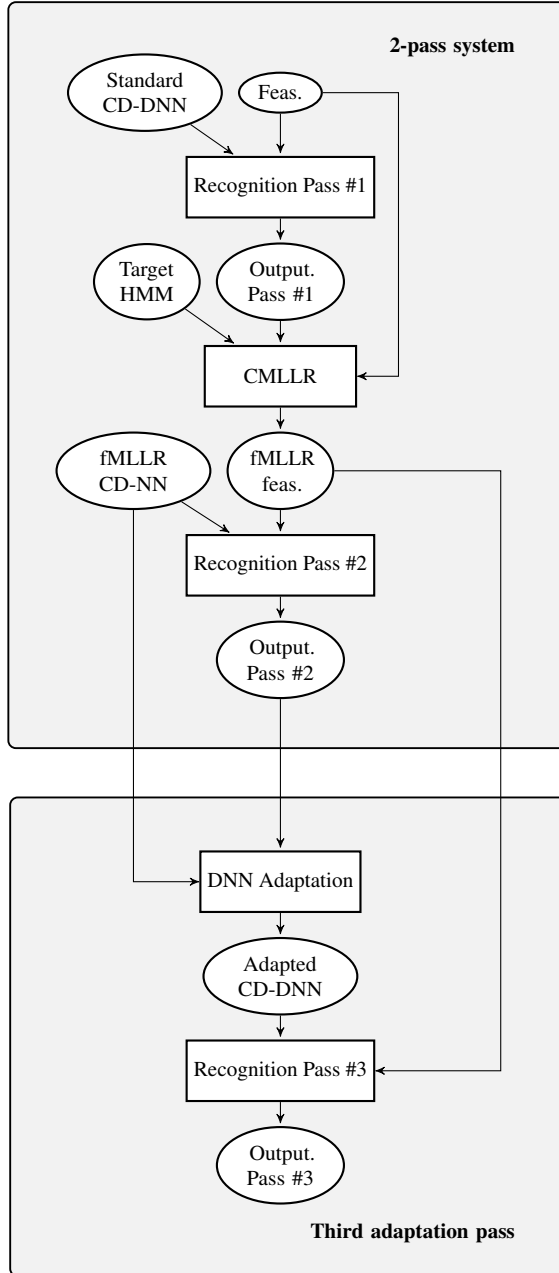 2-pass system
Standard
CD-DNN
Feas.
Recognition Pass #1
Target
HMM
Output.
Pass #1
CMLLR
fMLLR
CD-NN
fMLLR
feas.
Recognition Pass #2
Output.
Pass #2
DNN Adaptation
Adapted
CD-DNN
Recognition Pass #3
Output.
Pass #3
Third adaptation pass